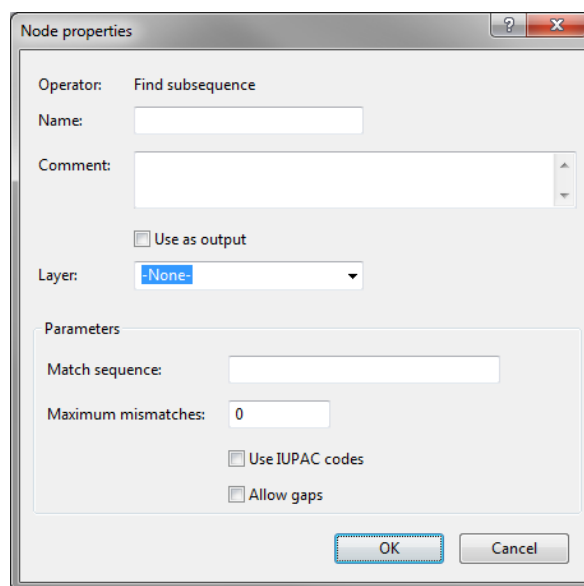 Node properties
Operator: Find subsequence
Name:
Comment:
Use as output
Layer: -None-
Parameters
Match sequence:
Maximum mismatches: 0
Use IUPAC codes
Allow gaps
OK Cancel